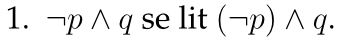 1. ¬p ∧ q se lit (¬p) ∧ q.